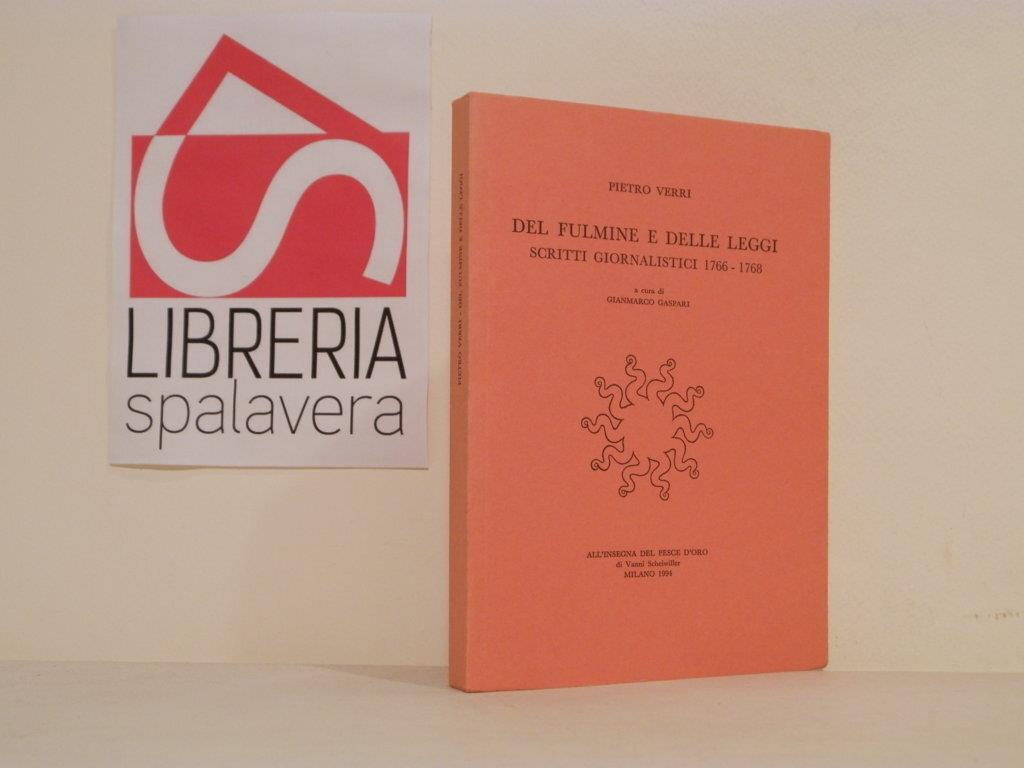 LIBRERIA
spalavera
PIETRO VERRI - DEL FULMINE E DELLE LEGGI
PIETRO VERRI
DEL FULMINE E DELLE LEGGI
SCRITTI GIORNALISTICI 1766 - 1768
a cura di
GIANMARCO GASPARI
ALL'INSEGNA DEL PESCE D'ORO
di Vanni Scheiwiller
MILANO 1994